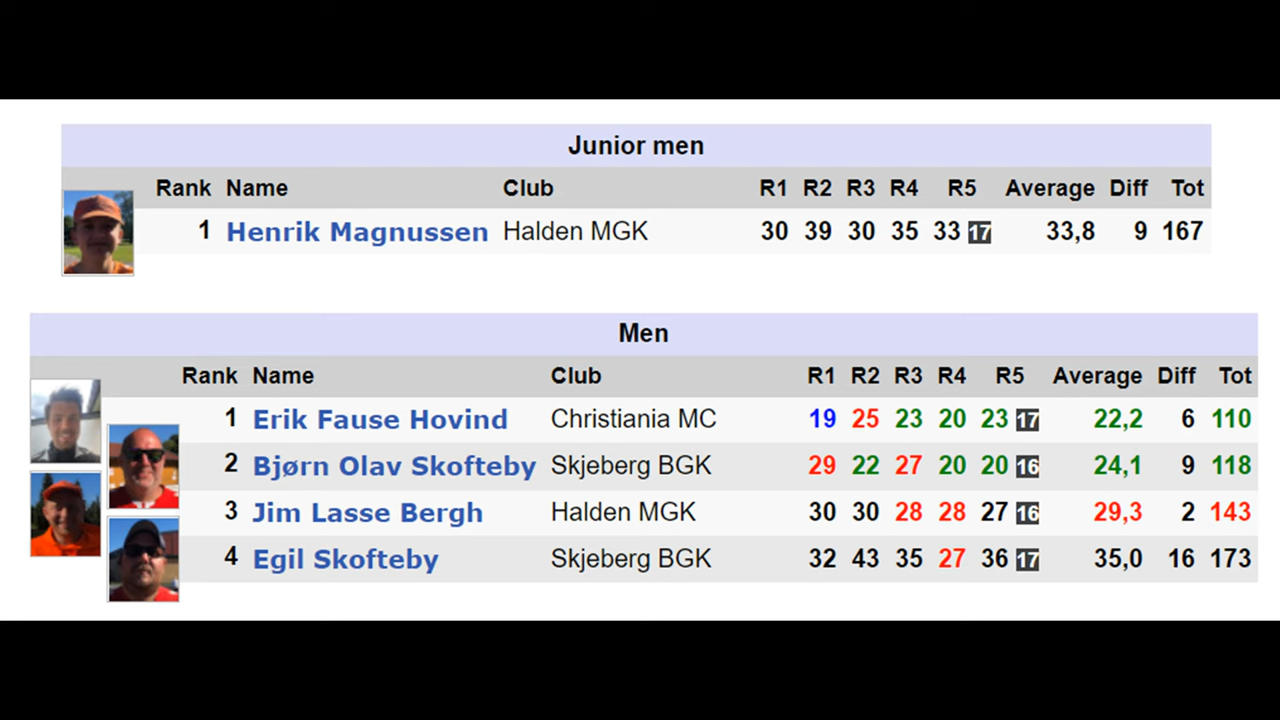 Junior men
Rank Name Club R1 R2 R3 R4 R5 Average Diff Tot
1 Henrik Magnussen Halden MGK 30 39 30 35 33 17 33,8 9 167
Men
Rank Name Club R1 R2 R3 R4 R5 Average Diff Tot
1 Erik Fause Hovind Christiania MC 19 25 23 20 23 17 22,2 6 110
2 Bjørn Olav Skofteby Skjeberg BGK 29 22 27 20 20 16 24,1 9 118
3 Jim Lasse Bergh Halden MGK 30 30 28 28 27 16 29,3 2 143
4 Egil Skofteby Skjeberg BGK 32 43 35 27 36 17 35,0 16 173